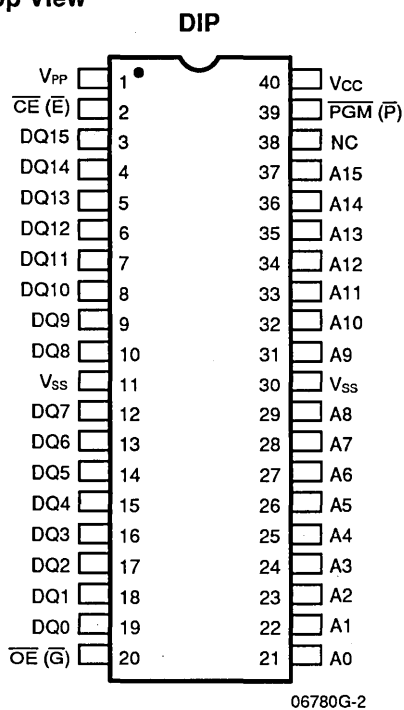 Top View
DIP
VPP 1 40 VCC
CE (E) 2 39 PGM (P)
DQ15 3 38 NC
DQ14 4 37 A15
DQ13 5 36 A14
DQ12 6 35 A13
DQ11 7 34 A12
DQ10 8 33 A11
DQ9 9 32 A10
DQ8 10 31 A9
VSS 11 30 VSS
DQ7 12 29 A8
DQ6 13 28 A7
DQ5 14 27 A6
DQ4 15 26 A5
DQ3 16 25 A4
DQ2 17 24 A3
DQ1 18 23 A2
DQ0 19 22 A1
OE (G) 20 21 A0
06780G-2